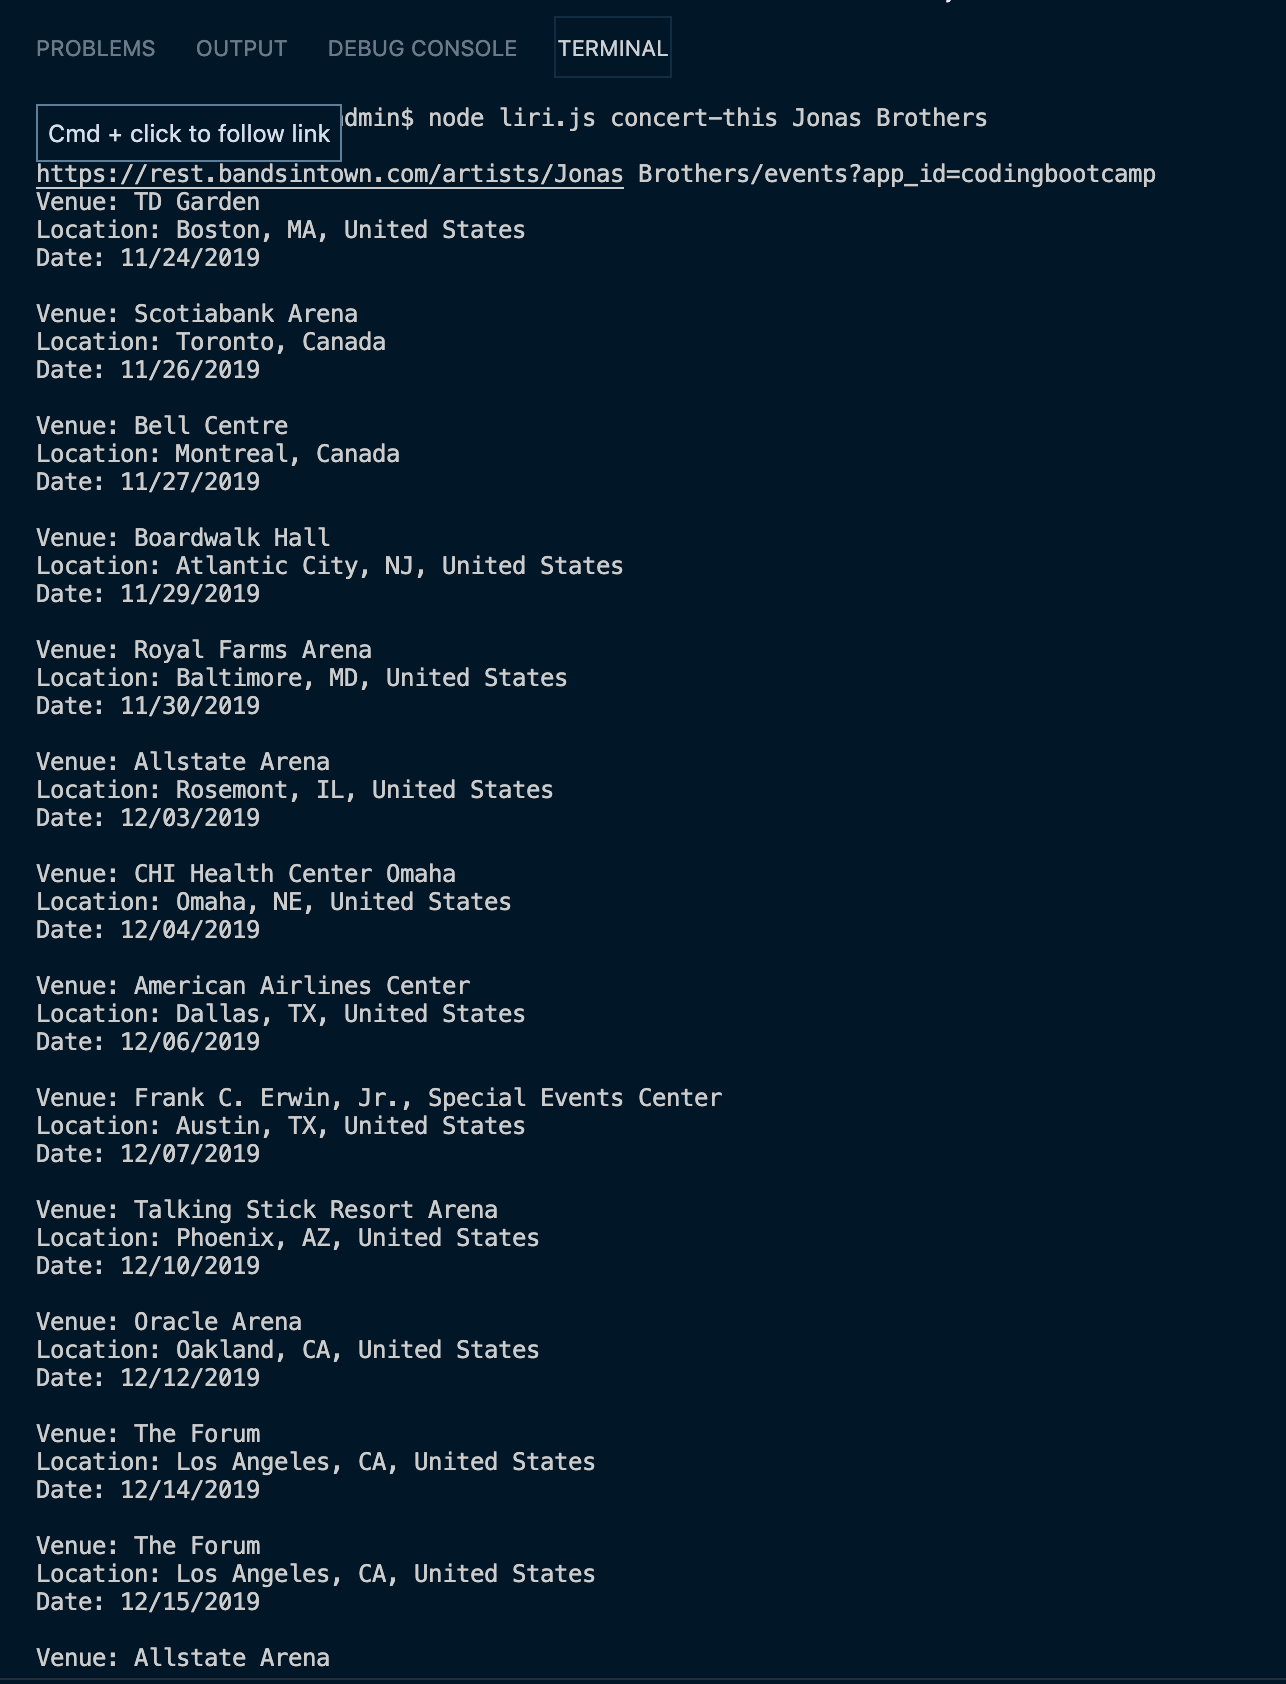 PROBLEMS OUTPUT DEBUG CONSOLE TERMINAL
dmin$ node liri.js concert-this Jonas Brothers
Cmd + click to follow link
https://rest.bandsintown.com/artists/Jonas Brothers/events?app_id=codingbootcamp
Venue: TD Garden
Location: Boston, MA, United States
Date: 11/24/2019
Venue: Scotiabank Arena
Location: Toronto, Canada
Date: 11/26/2019
Venue: Bell Centre
Location: Montreal, Canada
Date: 11/27/2019
Venue: Boardwalk Hall
Location: Atlantic City, NJ, United States
Date: 11/29/2019
Venue: Royal Farms Arena
Location: Baltimore, MD, United States
Date: 11/30/2019
Venue: Allstate Arena
Location: Rosemont, IL, United States
Date: 12/03/2019
Venue: CHI Health Center Omaha
Location: Omaha, NE, United States
Date: 12/04/2019
Venue: American Airlines Center
Location: Dallas, TX, United States
Date: 12/06/2019
Venue: Frank C. Erwin, Jr., Special Events Center
Location: Austin, TX, United States
Date: 12/07/2019
Venue: Talking Stick Resort Arena
Location: Phoenix, AZ, United States
Date: 12/10/2019
Venue: Oracle Arena
Location: Oakland, CA, United States
Date: 12/12/2019
Venue: The Forum
Location: Los Angeles, CA, United States
Date: 12/14/2019
Venue: The Forum
Location: Los Angeles, CA, United States
Date: 12/15/2019
Venue: Allstate Arena